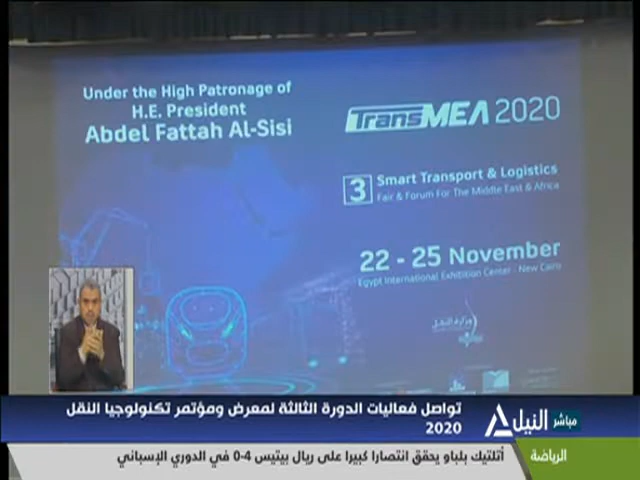 Under the High Patronage of
H.E. President
Abdel Fattah Al-Sisi
TransMEA 2020
3 Smart Transport & Logistics
Fair & Forum For The Middle East & Africa
22 - 25 November
Egypt International Exhibition Center - New Cairo
وزارة النقل
تواصل فعاليات الدورة الثالثة لمعرض ومؤتمر تكنولوجيا النقل
2020
النيل مباشر
الرياضة
أتلتيك بلباو يحقق انتصارا كبيرا على ريال بيتيس 4-0 في الدوري الإسباني